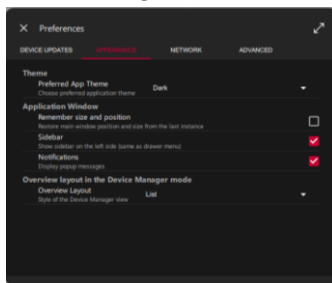 Preferences
DEVICE UPDATES APPEARANCE NETWORK ADVANCED
Theme
Preferred App Theme
Choose preferred application theme
Dark
Application Window
Remember size and position
Restore main-window position and size from the last instance
Sidebar
Show sidebar on the left side (same as drawer menu)
Notifications
Display popup messages
Overview layout in the Device Manager mode
Overview Layout
Style of the Device Manager view
List